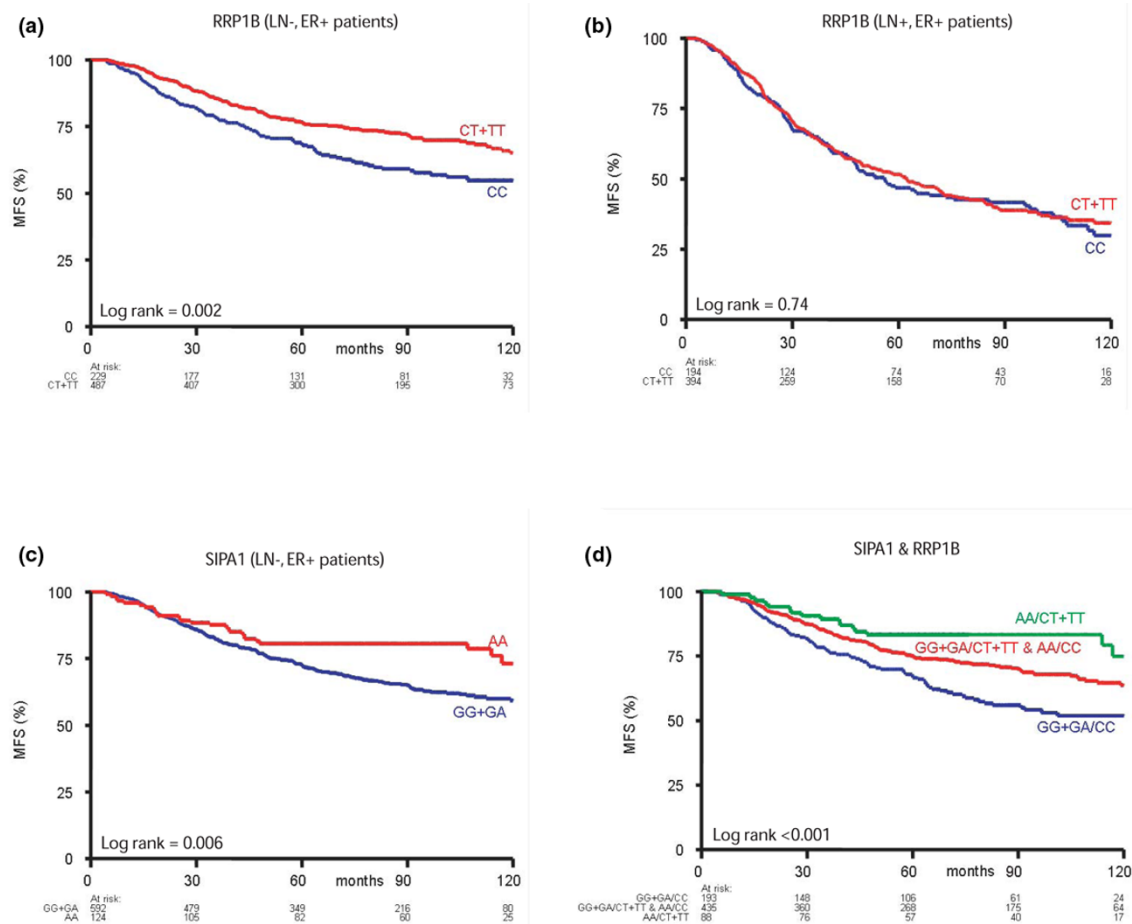 (a)
RRP1B (LN-, ER+ patients)
100
75
50
25
0
MFS (%)
CT+TT
CC
Log rank = 0.002
0 30 60 months 90 120
At risk:
CC 229 177 131 81 32
CT+TT 487 407 300 195 73
(b)
RRP1B (LN+, ER+ patients)
100
75
50
25
0
MFS (%)
CT+TT
CC
Log rank = 0.74
0 30 60 months 90 120
At risk:
CC 194 124 74 43 16
CT+TT 394 259 158 70 28
(c)
SIPA1 (LN-, ER+ patients)
100
75
50
25
0
MFS (%)
AA
GG+GA
Log rank = 0.006
0 30 60 months 90 120
At risk:
GG+GA 592 479 349 216 80
AA 124 105 82 60 25
(d)
SIPA1 & RRP1B
100
75
50
25
0
MFS (%)
AA/CT+TT
GG+GA/CT+TT & AA/CC
GG+GA/CC
Log rank <0.001
0 30 60 months 90 120
At risk:
GG+GA/CC 193 148 106 61 24
GG+GA/CT+TT & AA/CC 435 360 268 175 64
AA/CT+TT 88 76 57 40 17